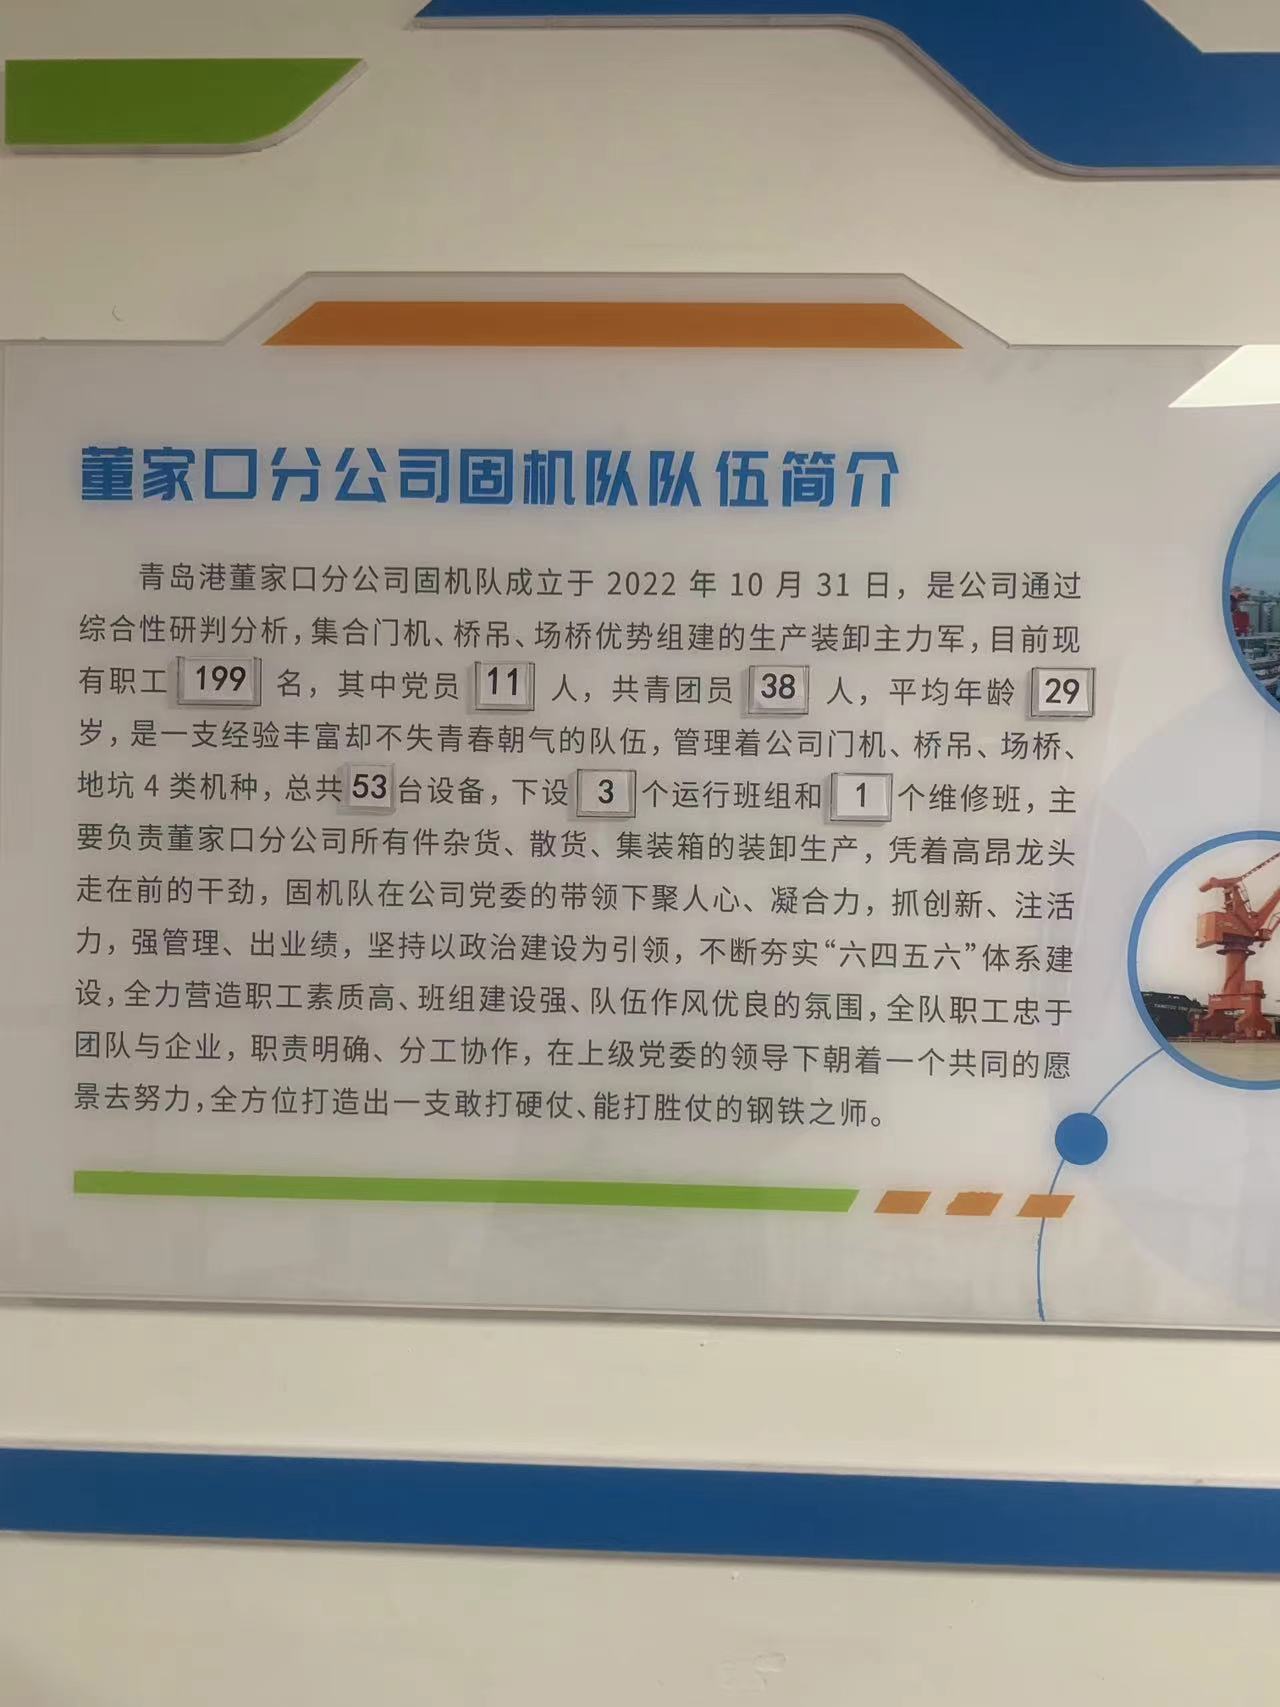 董家口分公司固机队队伍简介
青岛港董家口分公司固机队成立于 2022 年 10 月 31 日，是公司通过
综合性研判分析，集合门机、桥吊、场桥优势组建的生产装卸主力军，目前现
有职工 199 名，其中党员 11 人，共青团员 38 人，平均年龄 29
岁，是一支经验丰富却不失青春朝气的队伍，管理着公司门机、桥吊、场桥、
地坑 4 类机种，总共 53 台设备，下设 3 个运行班组和 1 个维修班，主
要负责董家口分公司所有件杂货、散货、集装箱的装卸生产，凭着高昂龙头
走在前的干劲，固机队在公司党委的带领下聚人心、凝合力，抓创新、注活
力，强管理、出业绩，坚持以政治建设为引领，不断夯实“六四五六”体系建
设，全力营造职工素质高、班组建设强、队伍作风优良的氛围，全队职工忠于
团队与企业，职责明确、分工协作，在上级党委的领导下朝着一个共同的愿
景去努力，全方位打造出一支敢打硬仗、能打胜仗的钢铁之师。